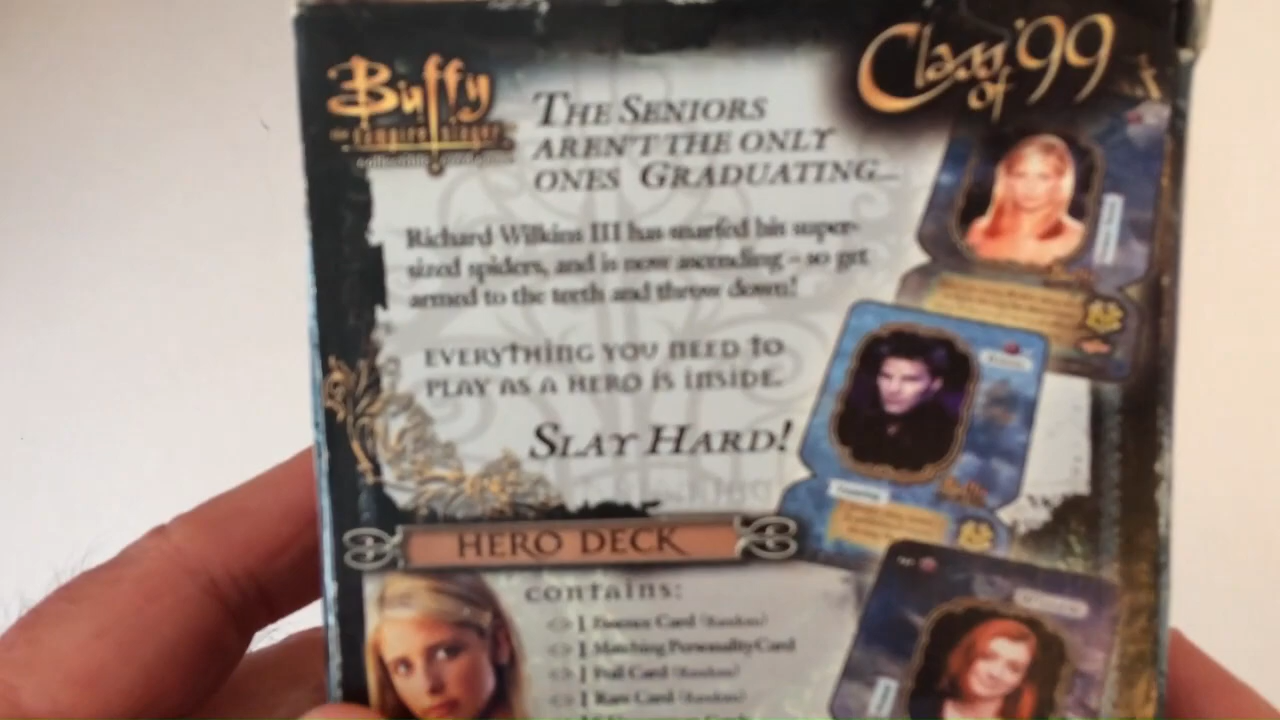 Buffy
the vampire slayer
Class of '99
THE SENIORS
AREN'T THE ONLY
ONES GRADUATING...
Richard Wilkins III has snarfed his super-
sized spiders, and is now ascending – so get
armed to the teeth and throw down!
EVERYTHING YOU NEED TO
PLAY AS A HERO IS INSIDE.
SLAY HARD!
HERO DECK
contains:
1 Essence Card (Random)
1 Matching Personality Card
1 Foil Card (Random)
1 Rare Card (Random)